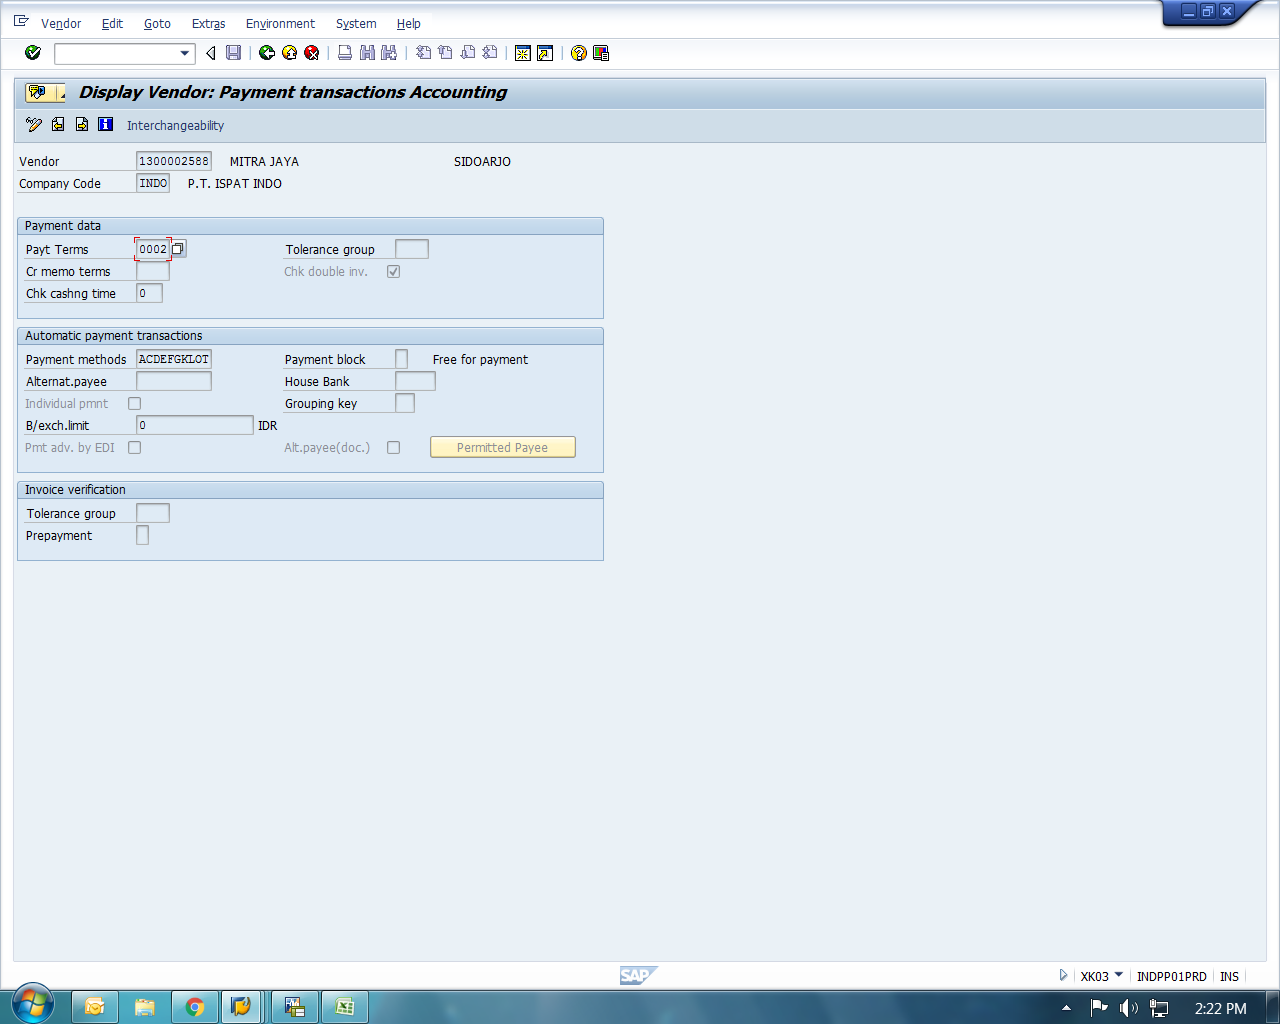 Vendor Edit Goto Extras Environment System Help
Display Vendor: Payment transactions Accounting
Interchangeability
Vendor 1300002588 MITRA JAYA SIDOARJO
Company Code INDO P.T. ISPAT INDO
Payment data
Payt Terms 0002 Tolerance group
Cr memo terms Chk double inv.
Chk cashng time 0
Automatic payment transactions
Payment methods ACDEFGKLOT Payment block Free for payment
Alternat.payee House Bank
Individual pmnt Grouping key
B/exch.limit 0 IDR
Pmt adv. by EDI Alt.payee(doc.) Permitted Payee
Invoice verification
Tolerance group
Prepayment
SAP XK03 INDPP01PRD INS
2:22 PM